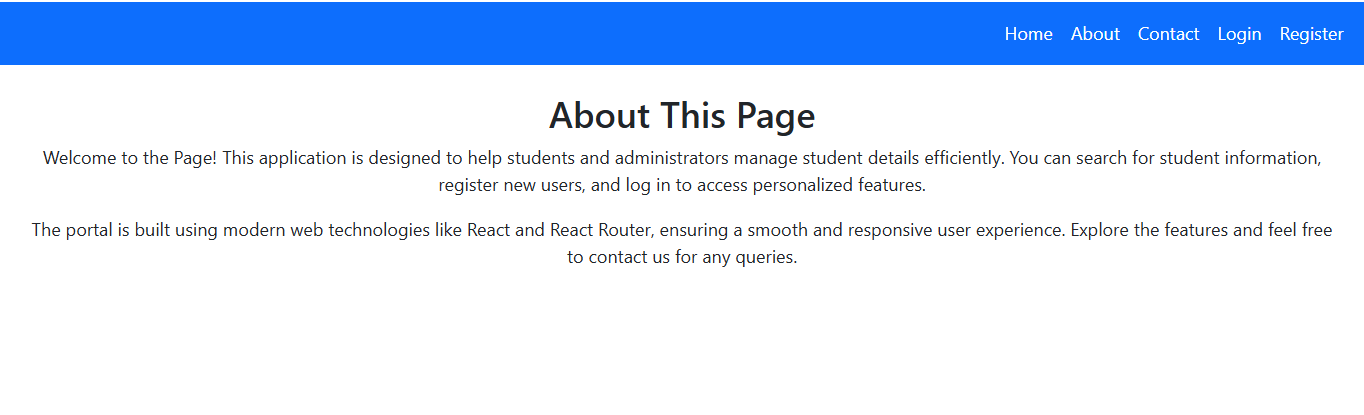 Home About Contact Login Register
About This Page
Welcome to the Page! This application is designed to help students and administrators manage student details efficiently. You can search for student information,
register new users, and log in to access personalized features.
The portal is built using modern web technologies like React and React Router, ensuring a smooth and responsive user experience. Explore the features and feel free
to contact us for any queries.